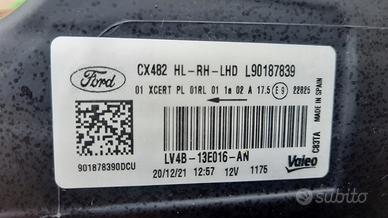 Ford
CX482 HL-RH-LHD L90187839
01 XCERT PL 01RL 01 1a 02 A 17.5 E9 22825
MADE IN SPAIN
C83TA
LV4B-13E016-AN
901878390DCU
20/12/21 12:57 12V 1175
Valeo
subito